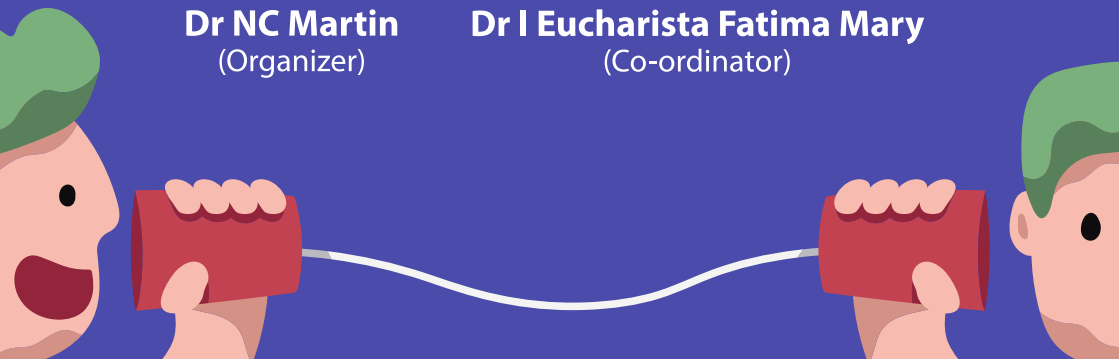 Dr NC Martin
(Organizer)
Dr I Eucharista Fatima Mary
(Co-ordinator)